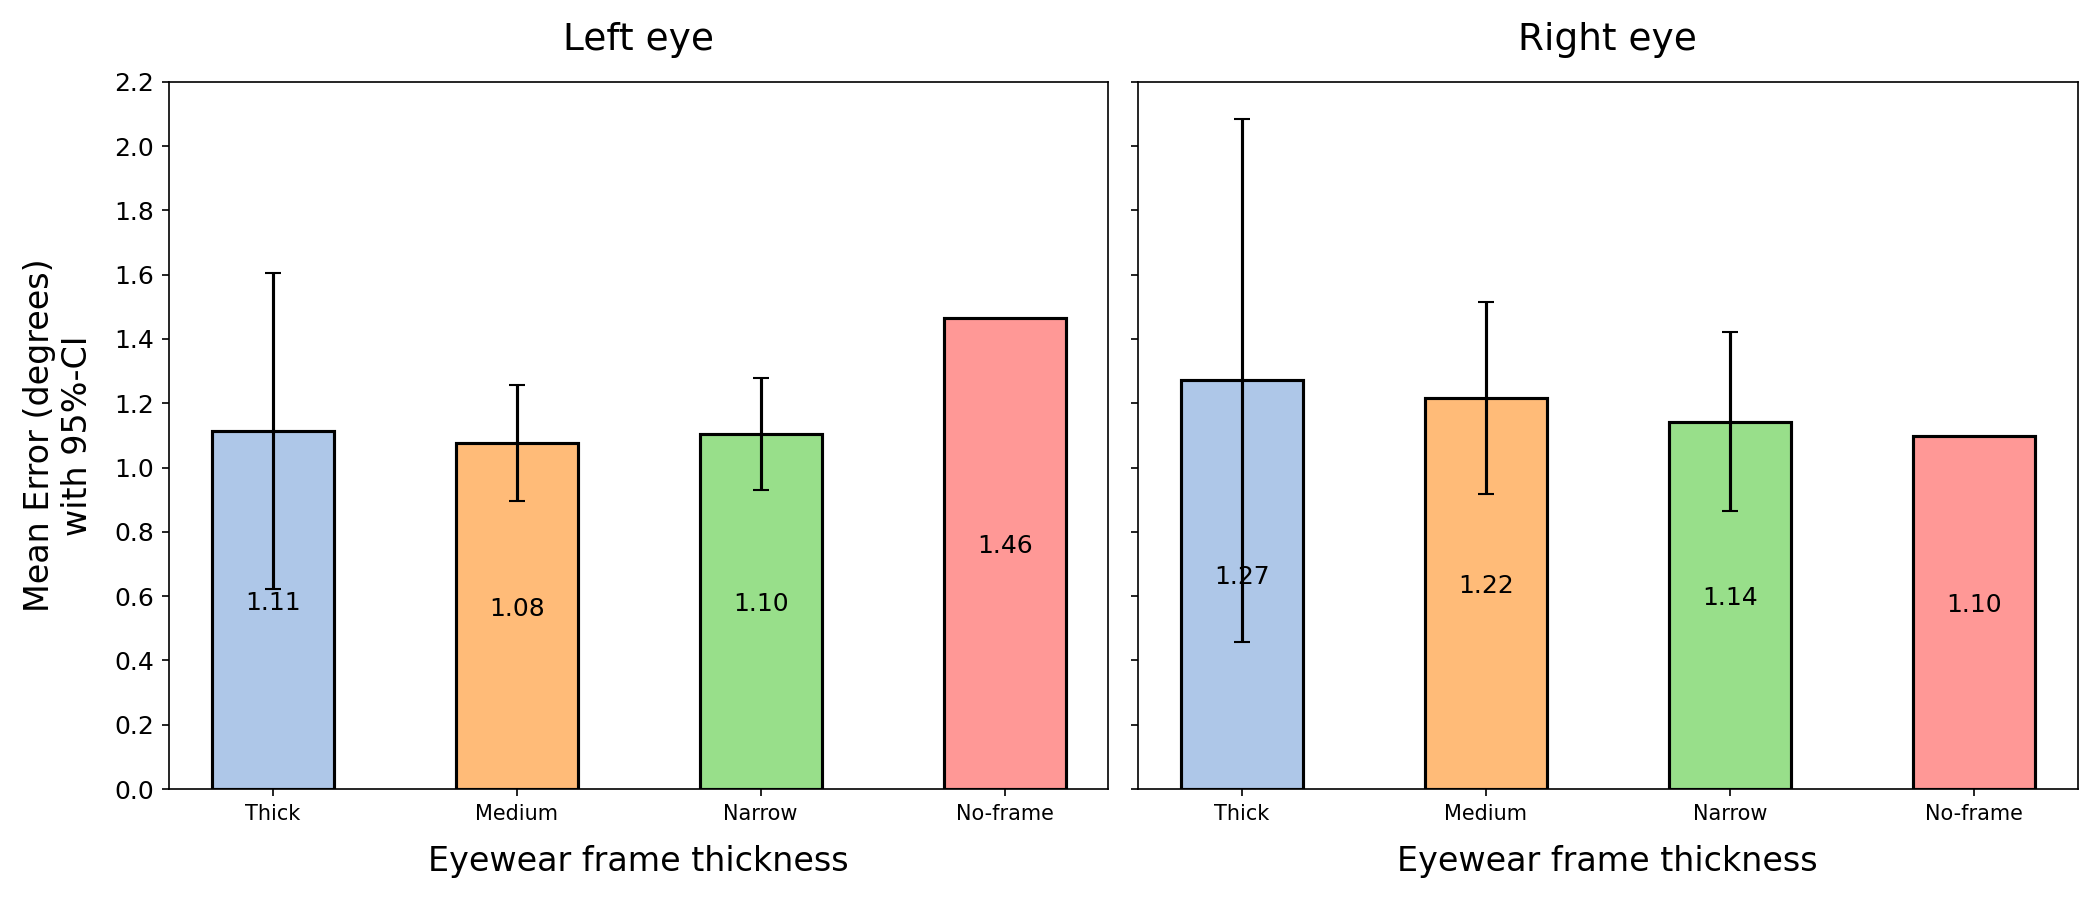 Left eye
Right eye
Mean Error (degrees)
with 95%-CI
2.2
2.0
1.8
1.6
1.4
1.2
1.0
0.8
0.6
0.4
0.2
0.0
1.11
1.08
1.10
1.46
1.27
1.22
1.14
1.10
Thick
Medium
Narrow
No-frame
Thick
Medium
Narrow
No-frame
Eyewear frame thickness
Eyewear frame thickness